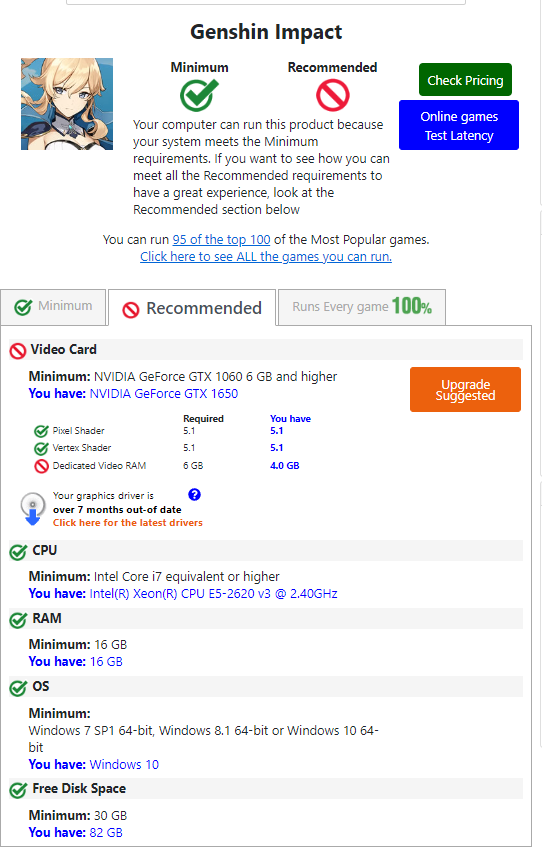 Genshin Impact
Minimum
Recommended
Check Pricing
Online games
Test Latency
Your computer can run this product because
your system meets the Minimum
requirements. If you want to see how you can
meet all the Recommended requirements to
have a great experience, look at the
Recommended section below
You can run 95 of the top 100 of the Most Popular games.
Click here to see ALL the games you can run.
Minimum
Recommended
Runs Every game 100%
Video Card
Minimum: NVIDIA GeForce GTX 1060 6 GB and higher
You have: NVIDIA GeForce GTX 1650
Upgrade
Suggested
Required You have
Pixel Shader 5.1 5.1
Vertex Shader 5.1 5.1
Dedicated Video RAM 6 GB 4.0 GB
Your graphics driver is ?
over 7 months out-of date
Click here for the latest drivers
CPU
Minimum: Intel Core i7 equivalent or higher
You have: Intel(R) Xeon(R) CPU E5-2620 v3 @ 2.40GHz
RAM
Minimum: 16 GB
You have: 16 GB
OS
Minimum:
Windows 7 SP1 64-bit, Windows 8.1 64-bit or Windows 10 64-
bit
You have: Windows 10
Free Disk Space
Minimum: 30 GB
You have: 82 GB